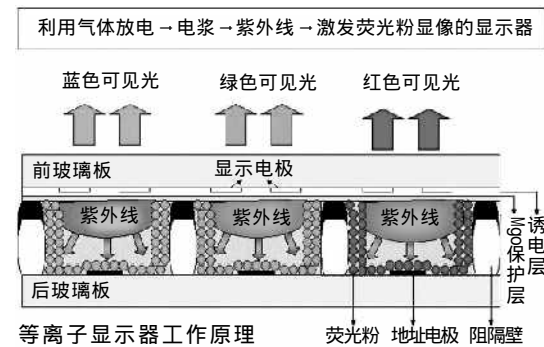 利用气体放电→电浆→紫外线→激发荧光粉显像的显示器
蓝色可见光 绿色可见光 红色可见光
前玻璃板 显示电极
紫外线 紫外线 紫外线
后玻璃板
诱电层
Mgo保护层
等离子显示器工作原理 荧光粉 地址电极 阻隔壁